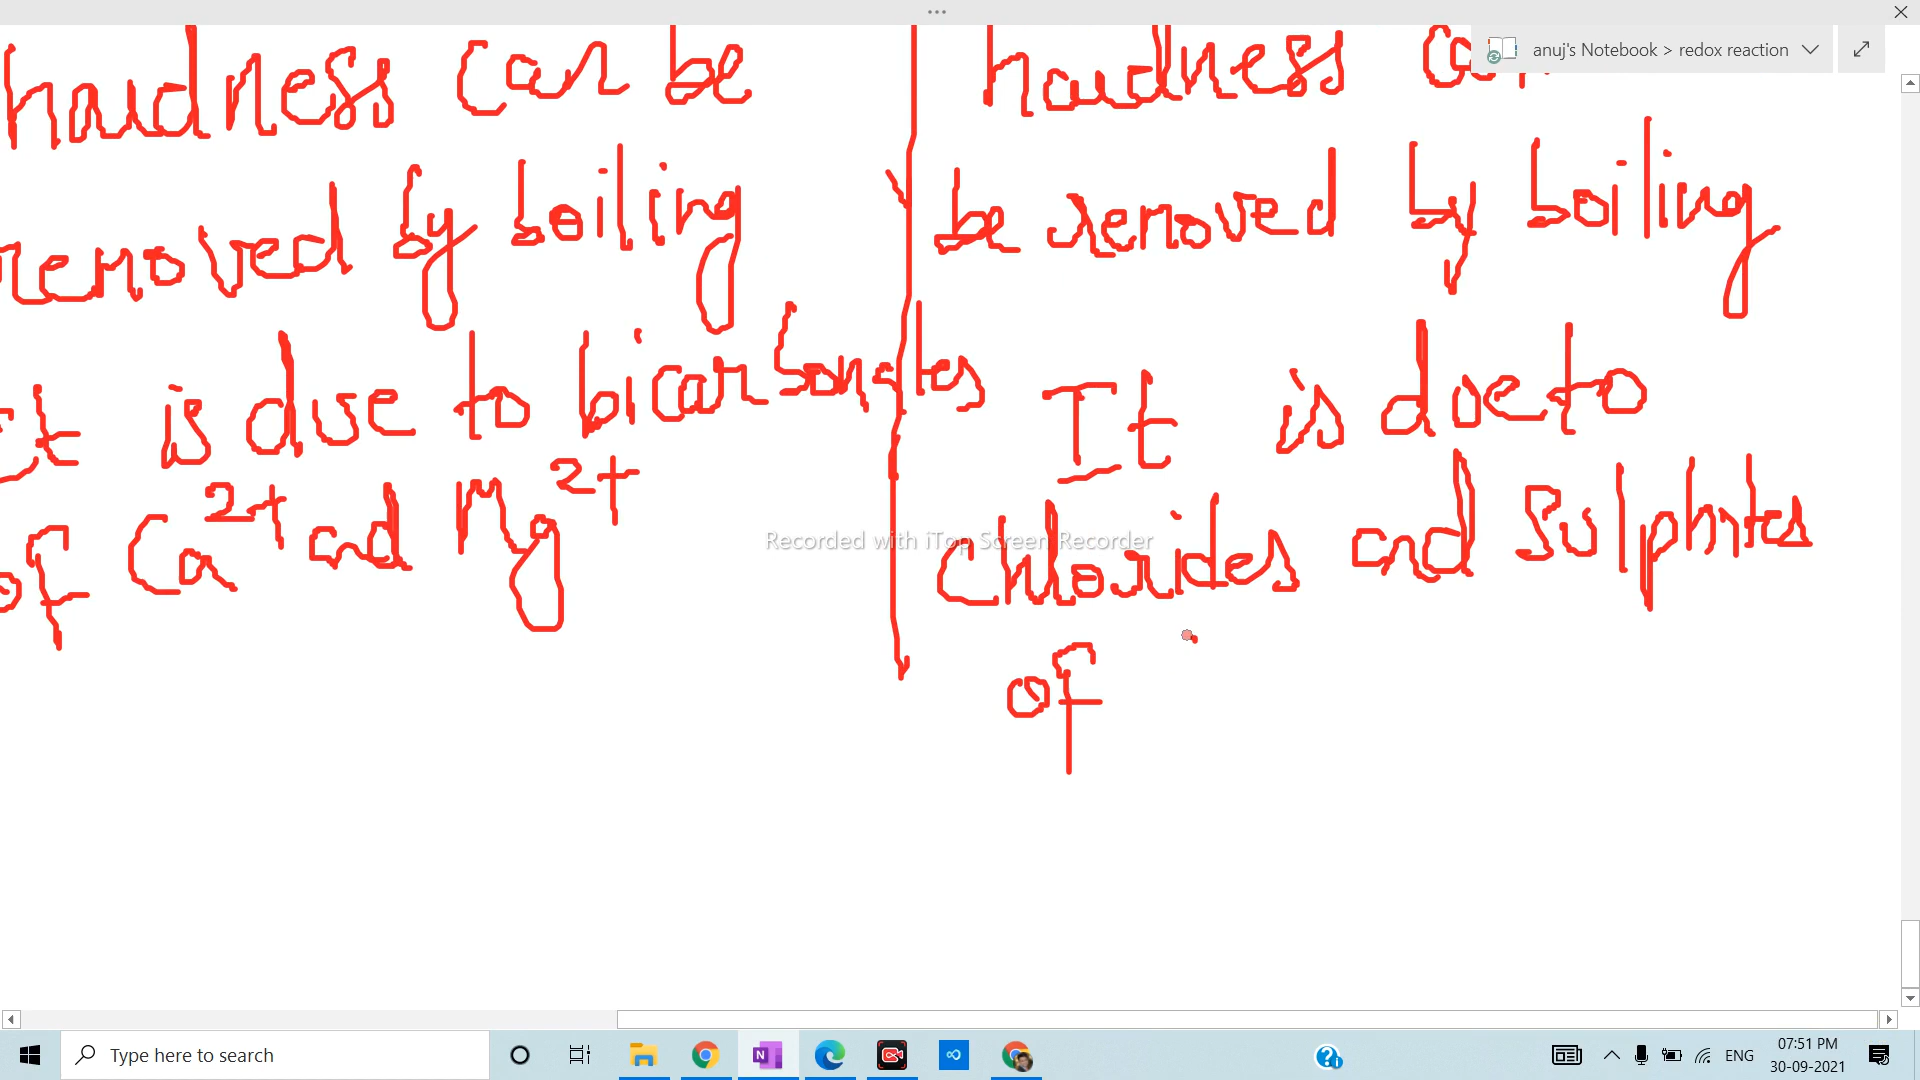 anuj's Notebook > redox reaction
hardness can be
removed by boiling
It is due to bicarbonates
of Ca2+ and Mg2+
hardness
be removed by boiling
It is due to
Chlorides and Sulphtes
of
Recorded with iTop Screen Recorder
Type here to search
ENG
07:51 PM
30-09-2021